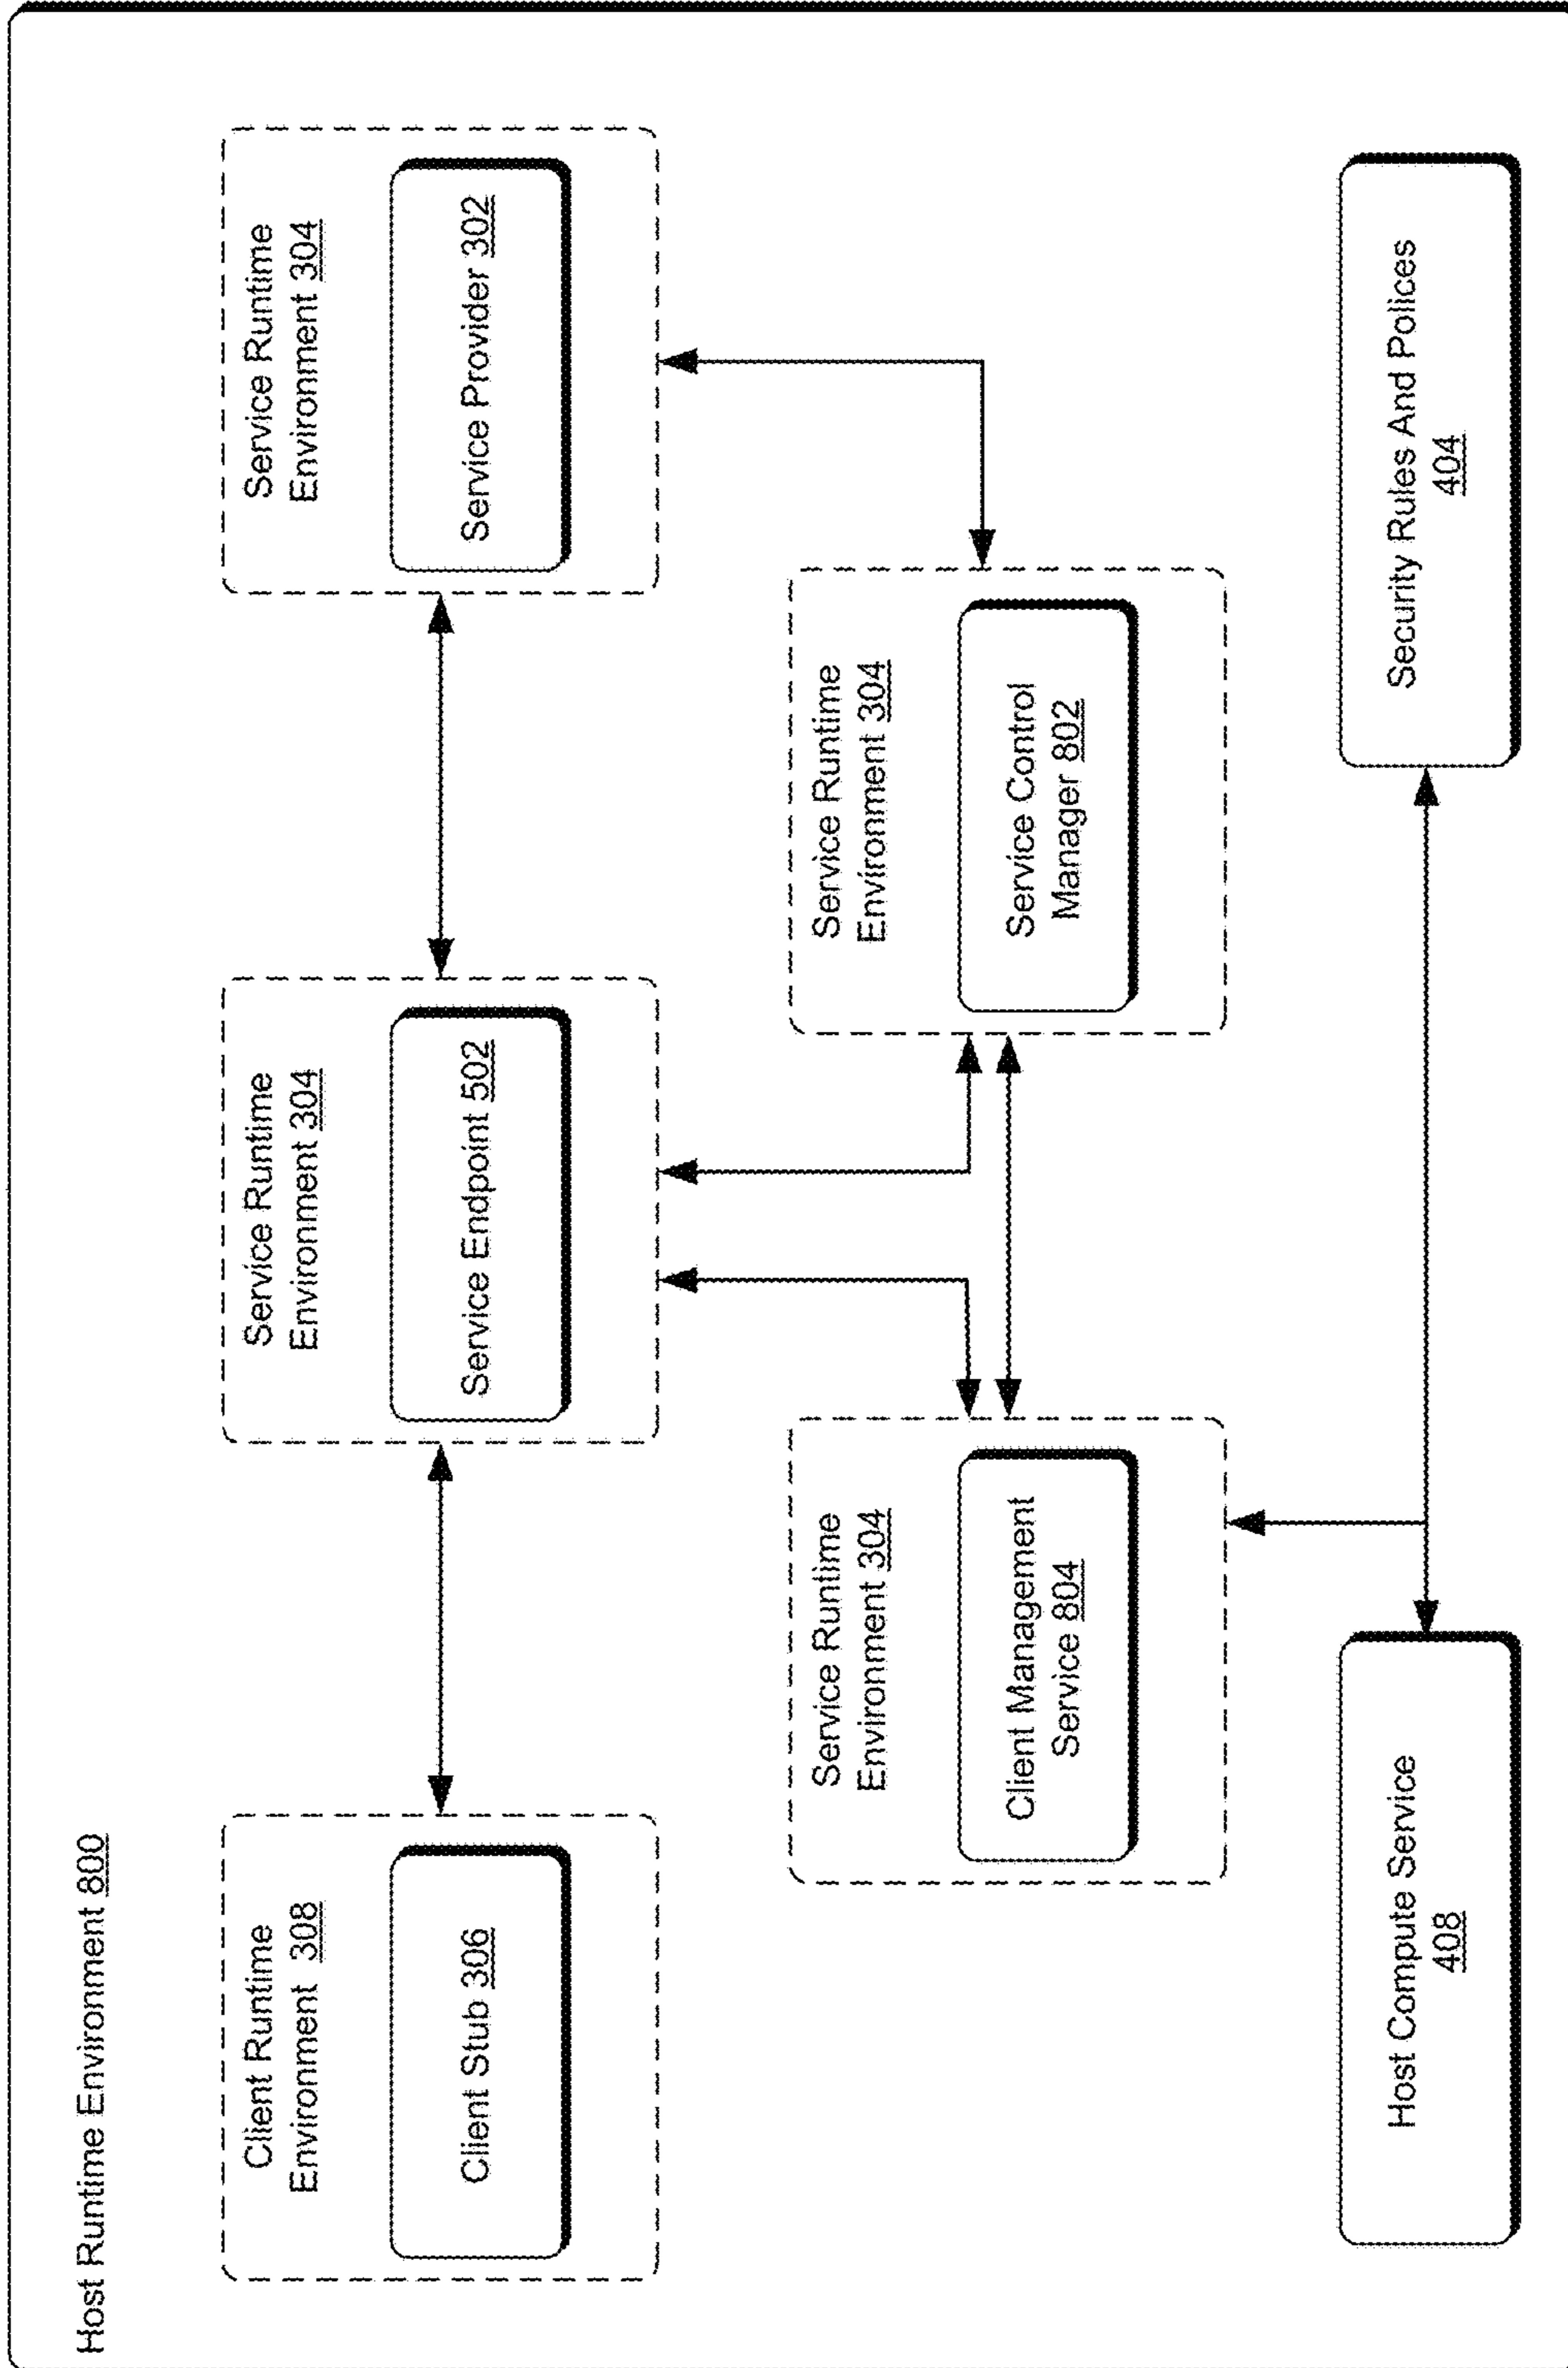 Host Runtime Environment 800
Client Runtime
Environment 308
Client Stub 306
Service Runtime
Environment 304
Service Endpoint 502
Service Runtime
Environment 304
Service Provider 302
Service Runtime
Environment 304
Client Management
Service 804
Service Runtime
Environment 304
Service Control
Manager 802
Host Compute Service
408
Security Rules And Polices
404